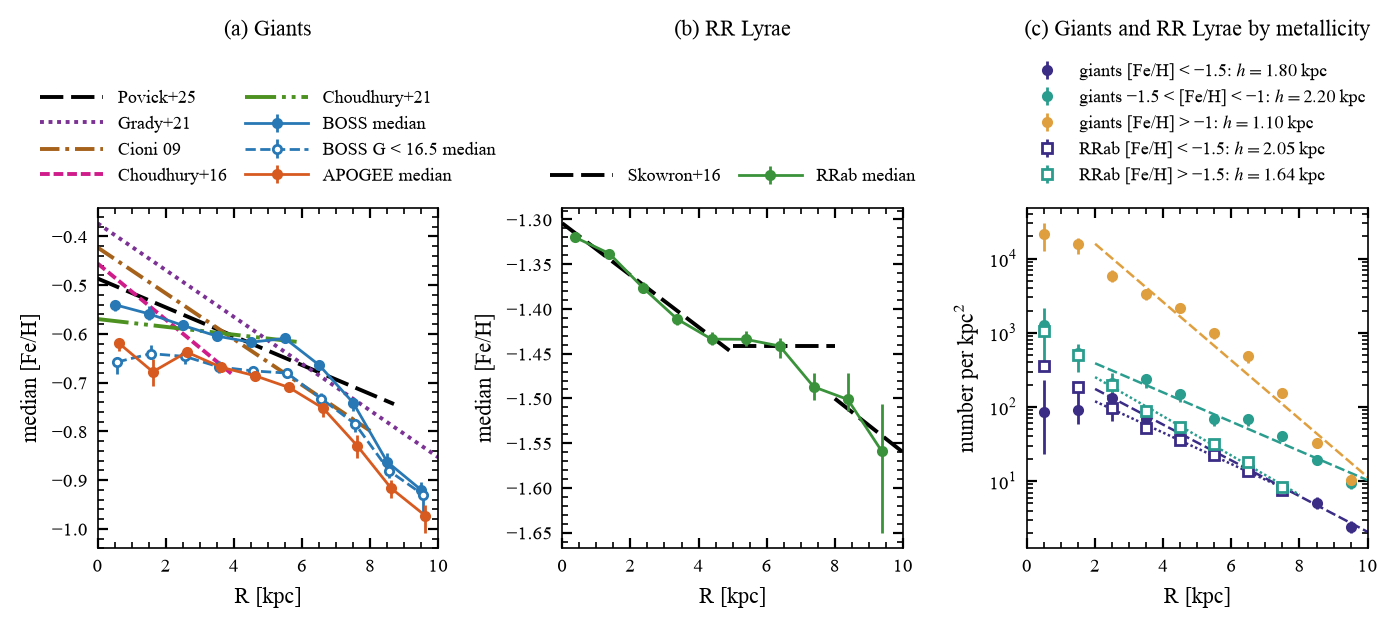 (a) Giants
(b) RR Lyrae
(c) Giants and RR Lyrae by metallicity
Povick+25
Grady+21
Cioni 09
Choudhury+16
Choudhury+21
BOSS median
BOSS G < 16.5 median
APOGEE median
Skowron+16
RRab median
giants [Fe/H] < −1.5: h = 1.80 kpc
giants −1.5 < [Fe/H] < −1: h = 2.20 kpc
giants [Fe/H] > −1: h = 1.10 kpc
RRab [Fe/H] < −1.5: h = 2.05 kpc
RRab [Fe/H] > −1.5: h = 1.64 kpc
median [Fe/H]
−0.4
−0.5
−0.6
−0.7
−0.8
−0.9
−1.0
0 2 4 6 8 10
R [kpc]
median [Fe/H]
−1.30
−1.35
−1.40
−1.45
−1.50
−1.55
−1.60
−1.65
0 2 4 6 8 10
R [kpc]
number per kpc²
10⁴
10³
10²
10¹
0 2 4 6 8 10
R [kpc]